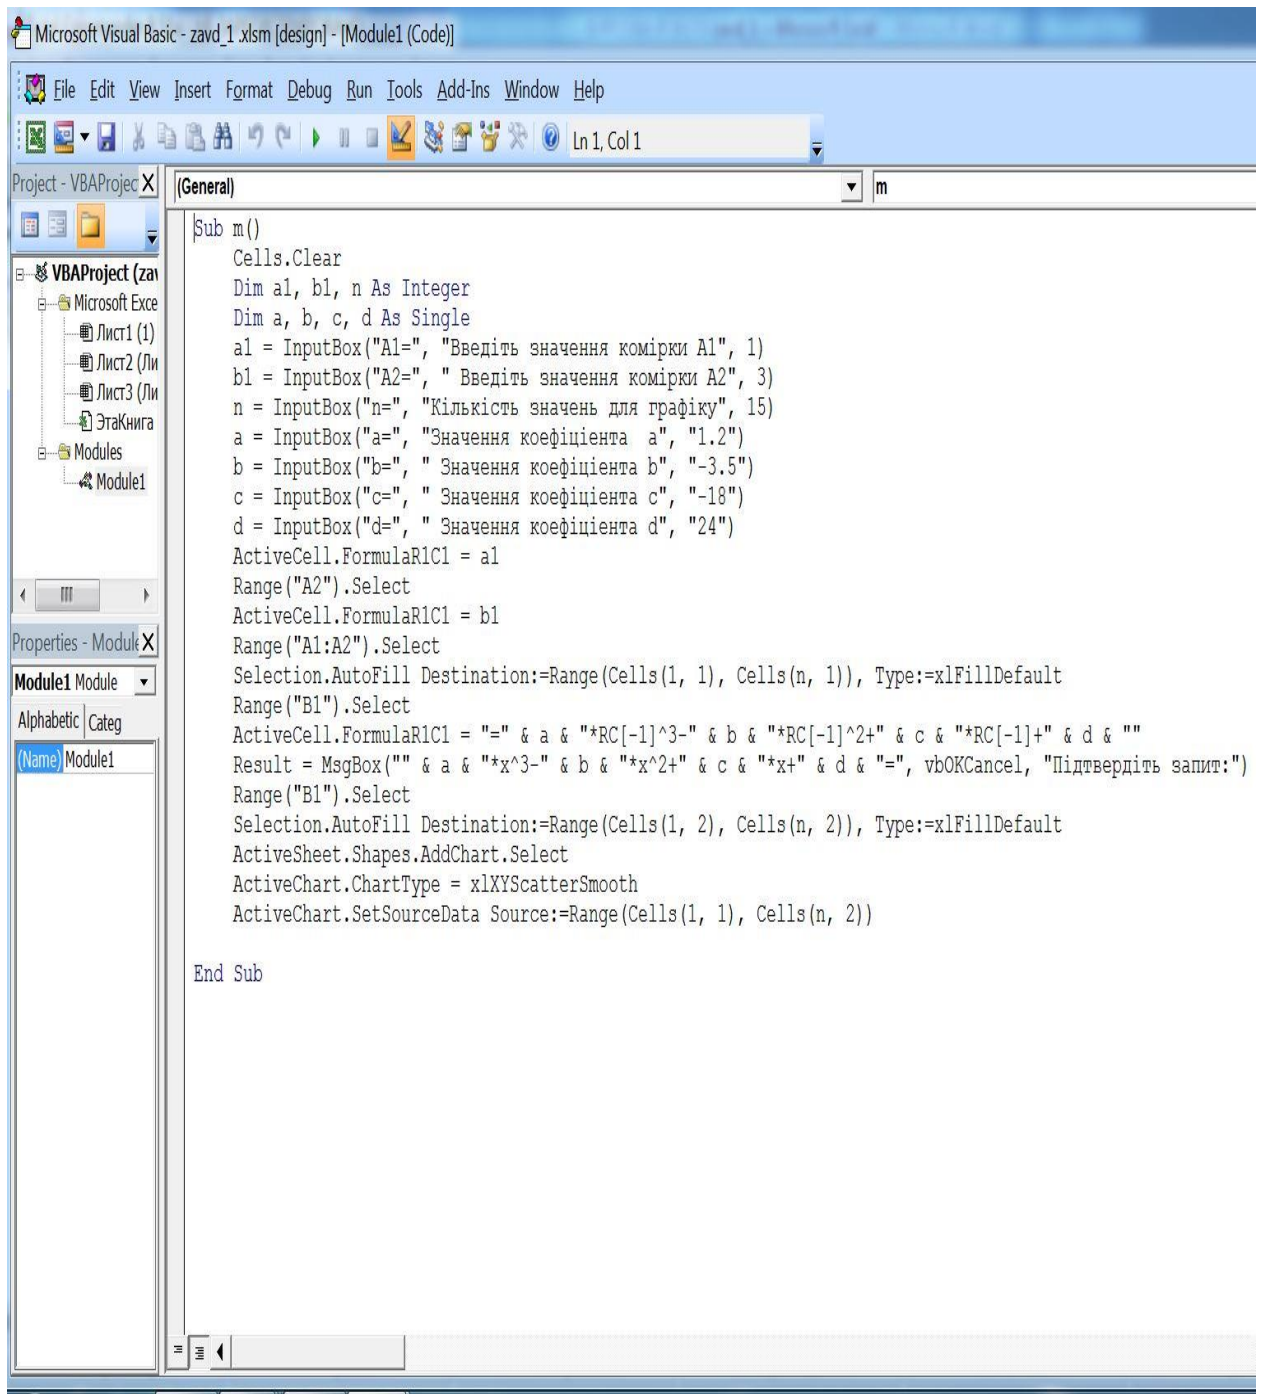 Microsoft Visual Basic - zavd_1 .xlsm [design] - [Module1 (Code)]
File Edit View Insert Format Debug Run Tools Add-Ins Window Help
Ln 1, Col 1
Project - VBAProjec X
(General)
m
VBAProject (zav
Microsoft Exce
Лист1 (1)
Лист2 (Ли
Лист3 (Ли
ЭтаКнига
Modules
Module1
Properties - Module X
Module1 Module
Alphabetic Categ
(Name) Module1
Sub m()
Cells.Clear
Dim a1, b1, n As Integer
Dim a, b, c, d As Single
a1 = InputBox("A1=", "Введіть значення комірки A1", 1)
b1 = InputBox("A2=", " Введіть значення комірки A2", 3)
n = InputBox("n=", "Кількість значень для графіку", 15)
a = InputBox("a=", "Значення коефіціента  a", "1.2")
b = InputBox("b=", " Значення коефіціента b", "-3.5")
c = InputBox("c=", " Значення коефіціента c", "-18")
d = InputBox("d=", " Значення коефіціента d", "24")
ActiveCell.FormulaR1C1 = a1
Range("A2").Select
ActiveCell.FormulaR1C1 = b1
Range("A1:A2").Select
Selection.AutoFill Destination:=Range(Cells(1, 1), Cells(n, 1)), Type:=xlFillDefault
Range("B1").Select
ActiveCell.FormulaR1C1 = "=" & a & "*RC[-1]^3-" & b & "*RC[-1]^2+" & c & "*RC[-1]+" & d & ""
Result = MsgBox("" & a & "*x^3-" & b & "*x^2+" & c & "*x+" & d & "=", vbOKCancel, "Підтвердіть запит:")
Range("B1").Select
Selection.AutoFill Destination:=Range(Cells(1, 2), Cells(n, 2)), Type:=xlFillDefault
ActiveSheet.Shapes.AddChart.Select
ActiveChart.ChartType = xlXYScatterSmooth
ActiveChart.SetSourceData Source:=Range(Cells(1, 1), Cells(n, 2))
End Sub